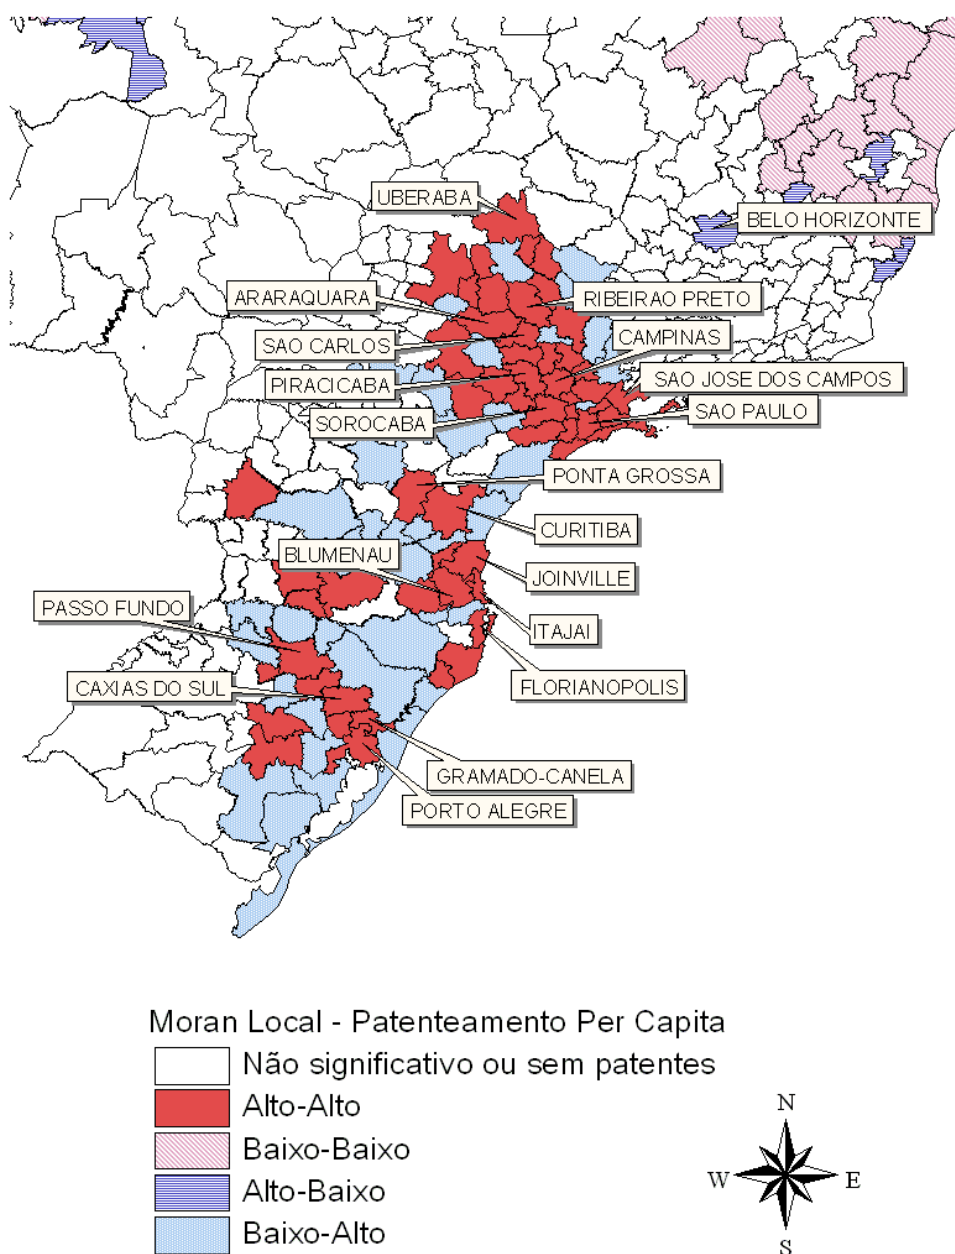 UBERABA
BELO HORIZONTE
ARARAQUARA
RIBEIRAO PRETO
SAO CARLOS
CAMPINAS
PIRACICABA
SAO JOSE DOS CAMPOS
SOROCABA
SAO PAULO
PONTA GROSSA
CURITIBA
BLUMENAU
JOINVILLE
PASSO FUNDO
ITAJAI
CAXIAS DO SUL
FLORIANOPOLIS
GRAMADO-CANELA
PORTO ALEGRE
Moran Local - Patenteamento Per Capita
Não significativo ou sem patentes
Alto-Alto
Baixo-Baixo
Alto-Baixo
Baixo-Alto
N
W
E
S